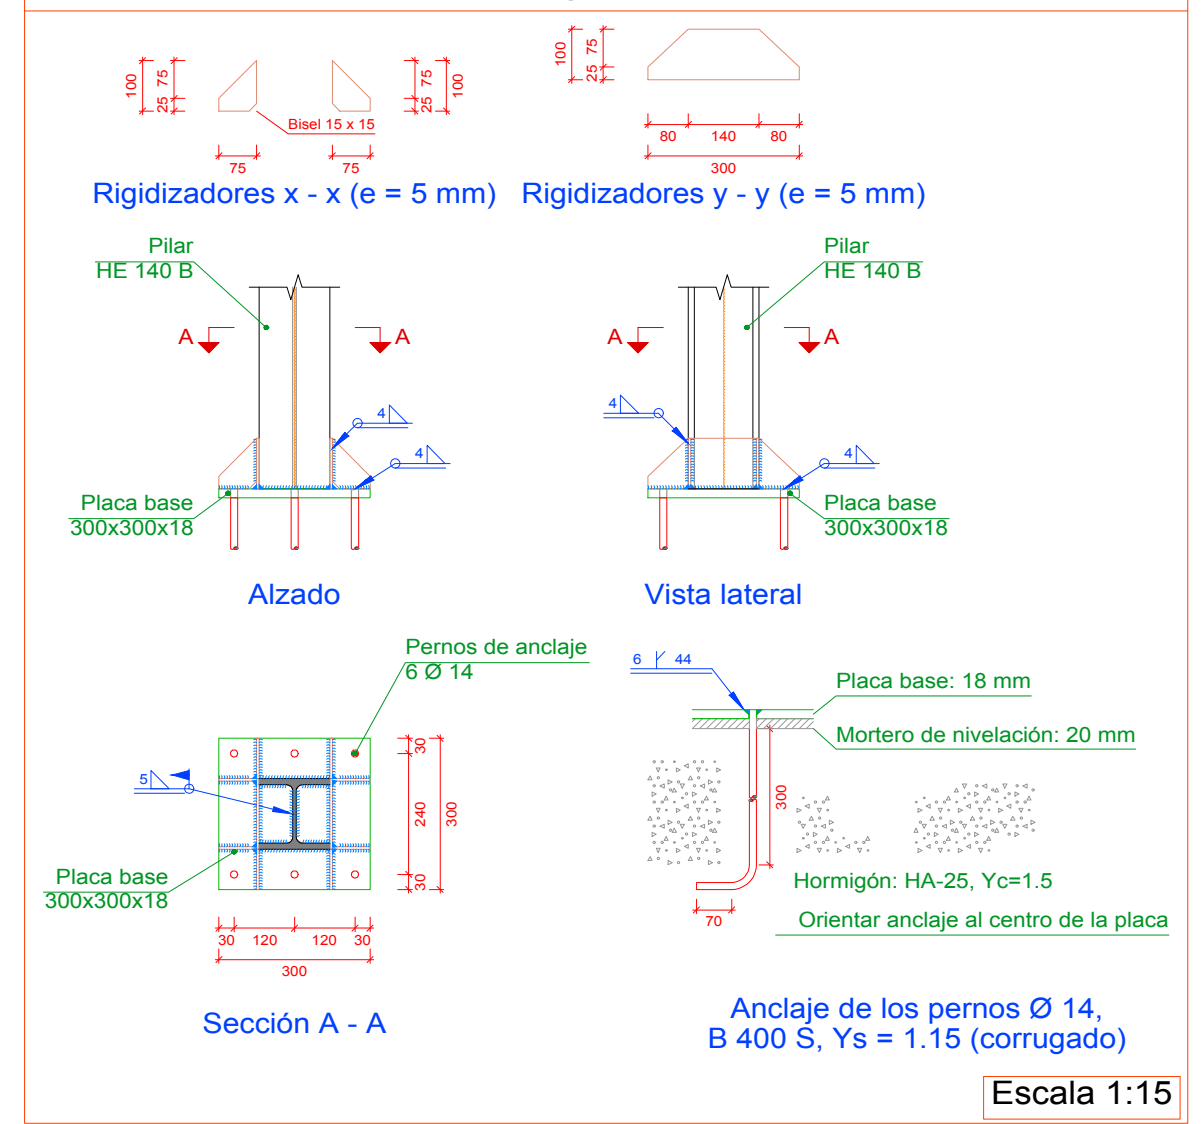 100
75
25
75
25
100
Bisel 15 x 15
75
75
Rigidizadores x - x (e = 5 mm)
100
75
25
80
140
80
300
Rigidizadores y - y (e = 5 mm)
Pilar
HE 140 B
A
A
4
4
Placa base
300x300x18
Alzado
Pilar
HE 140 B
A
A
4
4
Placa base
300x300x18
Vista lateral
Pernos de anclaje
6 Ø 14
5
30
240
30
300
Placa base
300x300x18
30
120
120
30
300
Sección A - A
6
44
Placa base: 18 mm
Mortero de nivelación: 20 mm
300
Hormigón: HA-25, Yc=1.5
70
Orientar anclaje al centro de la placa
Anclaje de los pernos Ø 14,
B 400 S, Ys = 1.15 (corrugado)
Escala 1:15